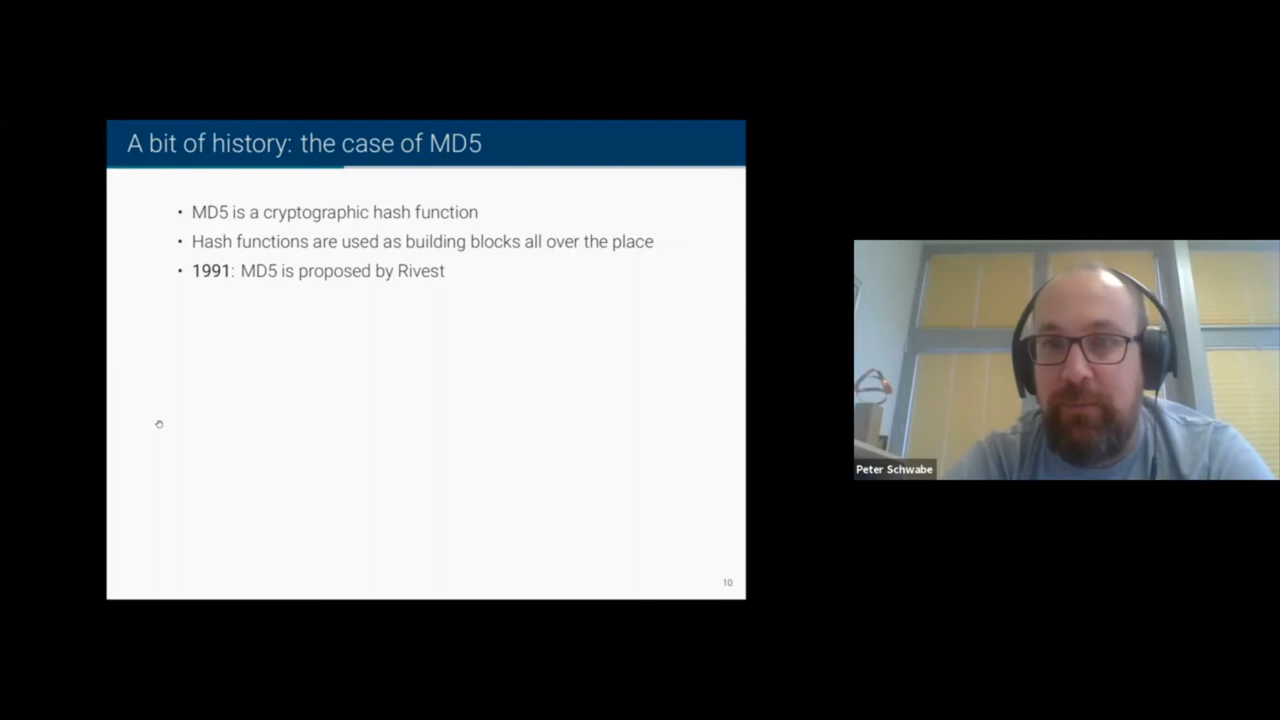 A bit of history: the case of MD5
• MD5 is a cryptographic hash function
• Hash functions are used as building blocks all over the place
• 1991: MD5 is proposed by Rivest
10
Peter Schwabe